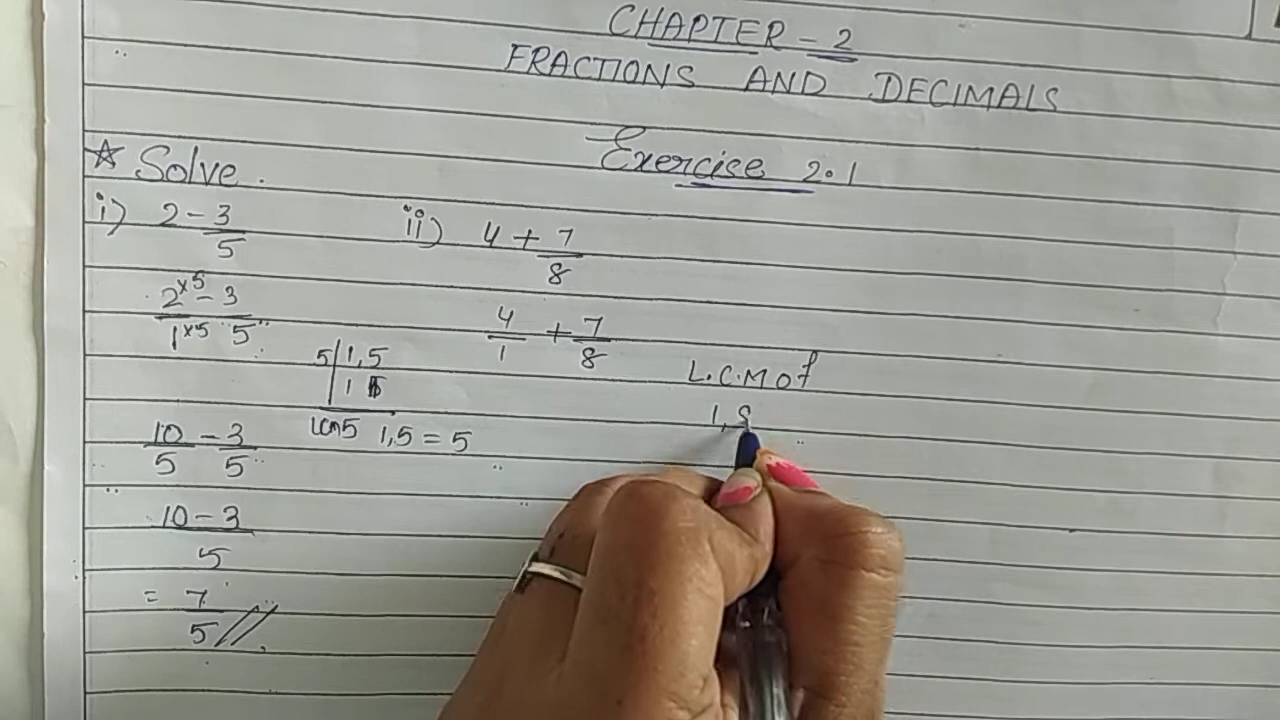 CHAPTER - 2
FRACTIONS AND DECIMALS
Exercise 2.1
☆ Solve.
i) 2 - 3/5
2×5/1×5 - 3/5
5 | 1, 5
1
1,5 = 5
10/5 - 3/5
10 - 3/5
= 7/5 //
ii) 4 + 7/8
4/1 + 7/8
L.C.M of
1, 8